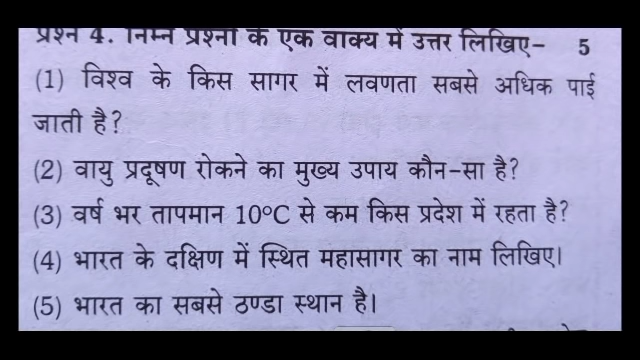 प्रश्न 4. निम्न प्रश्नों के एक वाक्य में उत्तर लिखिए– 5
(1) विश्व के किस सागर में लवणता सबसे अधिक पाई
जाती है?
(2) वायु प्रदूषण रोकने का मुख्य उपाय कौन-सा है?
(3) वर्ष भर तापमान 10°C से कम किस प्रदेश में रहता है?
(4) भारत के दक्षिण में स्थित महासागर का नाम लिखिए।
(5) भारत का सबसे ठण्डा स्थान है।